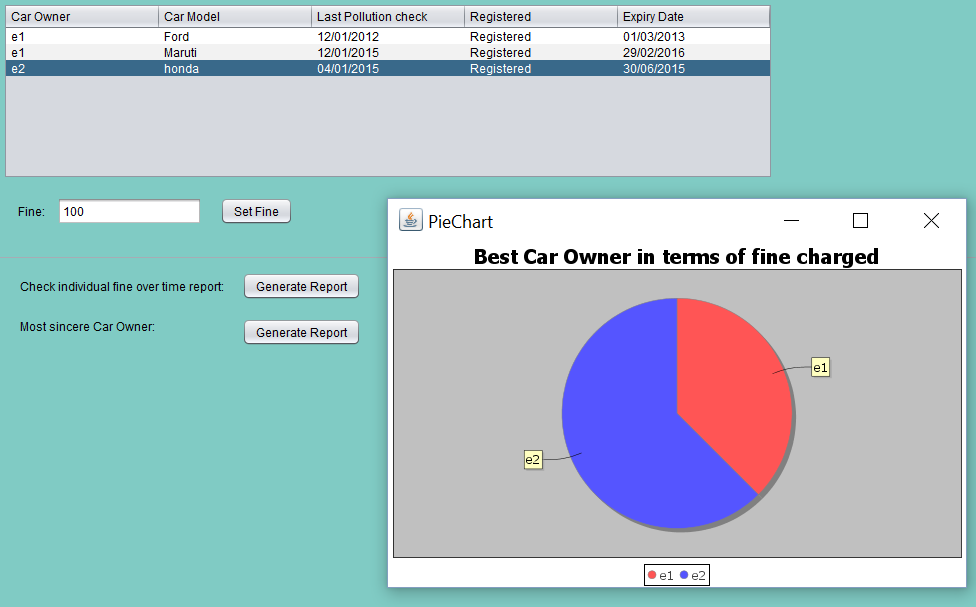 Car Owner Car Model Last Pollution check Registered Expiry Date
e1 Ford 12/01/2012 Registered 01/03/2013
e1 Maruti 12/01/2015 Registered 29/02/2016
e2 honda 04/01/2015 Registered 30/06/2015
Fine: 100 Set Fine
PieChart
Best Car Owner in terms of fine charged
Check individual fine over time report: Generate Report
Most sincere Car Owner: Generate Report
e1
e2
e1 e2